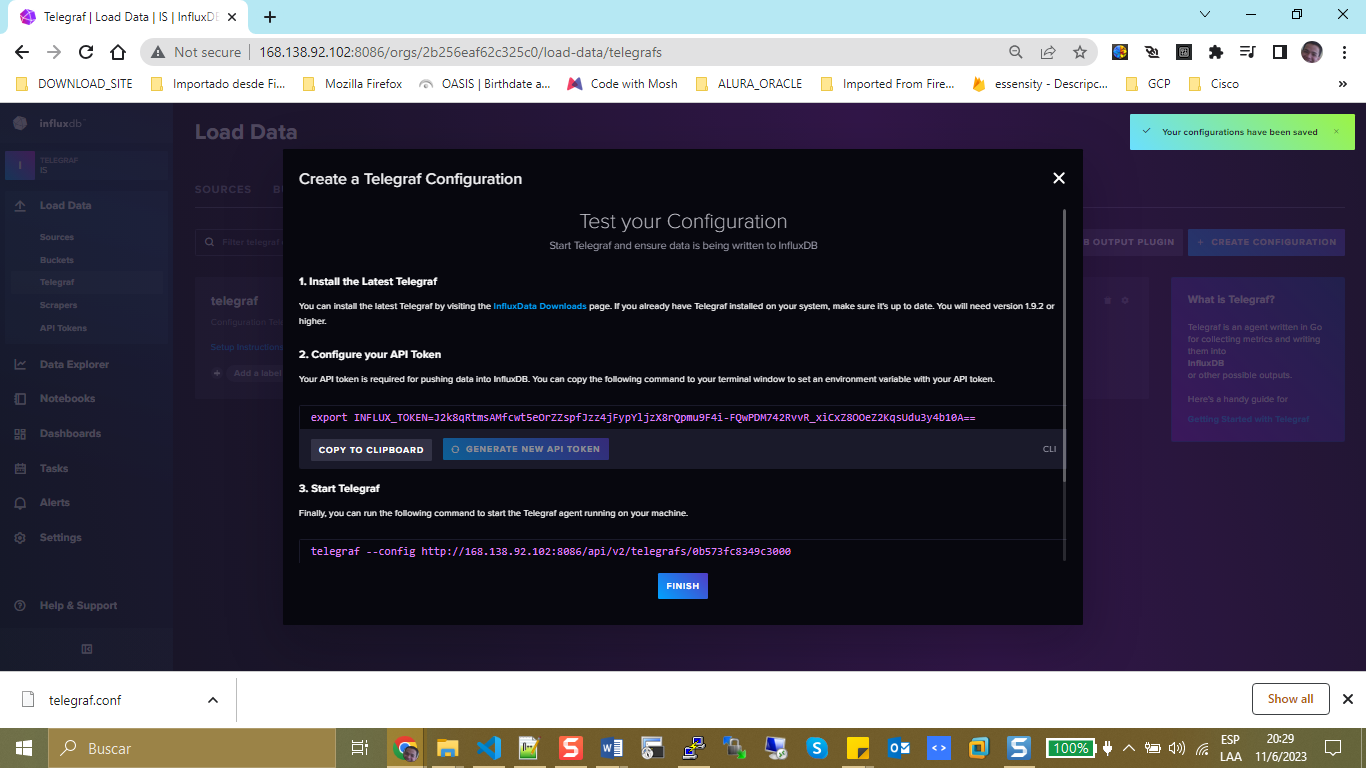 Telegraf | Load Data | IS | InfluxDB
Not secure
168.138.92.102:8086/orgs/2b256eaf62c325c0/load-data/telegrafs
DOWNLOAD_SITE
Importado desde Fi...
Mozilla Firefox
OASIS | Birthdate a...
Code with Mosh
ALURA_ORACLE
Imported From Fire...
essensity - Descripc...
GCP
Cisco
»
influxdb
Load Data
Your configurations have been saved
I
TELEGRAF
IS
Create a Telegraf Configuration
SOURCES
Load Data
Test your Configuration
Start Telegraf and ensure data is being written to InfluxDB
Sources
Buckets
Telegraf
Scrapers
API Tokens
Data Explorer
Notebooks
Dashboards
Tasks
Alerts
Settings
Help & Support
Filter telegraf
B OUTPUT PLUGIN
+ CREATE CONFIGURATION
telegraf
Configuration Tel
Setup Instructions
+ Add a label
1. Install the Latest Telegraf
You can install the latest Telegraf by visiting the InfluxData Downloads page. If you already have Telegraf installed on your system, make sure it's up to date. You will need version 1.9.2 or
higher.
2. Configure your API Token
Your API token is required for pushing data into InfluxDB. You can copy the following command to your terminal window to set an environment variable with your API token.
export INFLUX_TOKEN=J2k8qRtmsAMfcwt5eOrZZspfJzz4jFypYljzX8rQpmu9F4i-FQwPDM742RvvR_xiCxZ8OOeZ2KqsUdu3y4b10A==
COPY TO CLIPBOARD
GENERATE NEW API TOKEN
CLI
3. Start Telegraf
Finally, you can run the following command to start the Telegraf agent running on your machine.
telegraf --config http://168.138.92.102:8086/api/v2/telegrafs/0b573fc8349c3000
FINISH
What is Telegraf?
Telegraf is an agent written in Go
for collecting metrics and writing
them into
InfluxDB
or other possible outputs.
Here's a handy guide for
Getting Started with Telegraf
telegraf.conf
Show all
Buscar
100%
ESP
LAA
20:29
11/6/2023